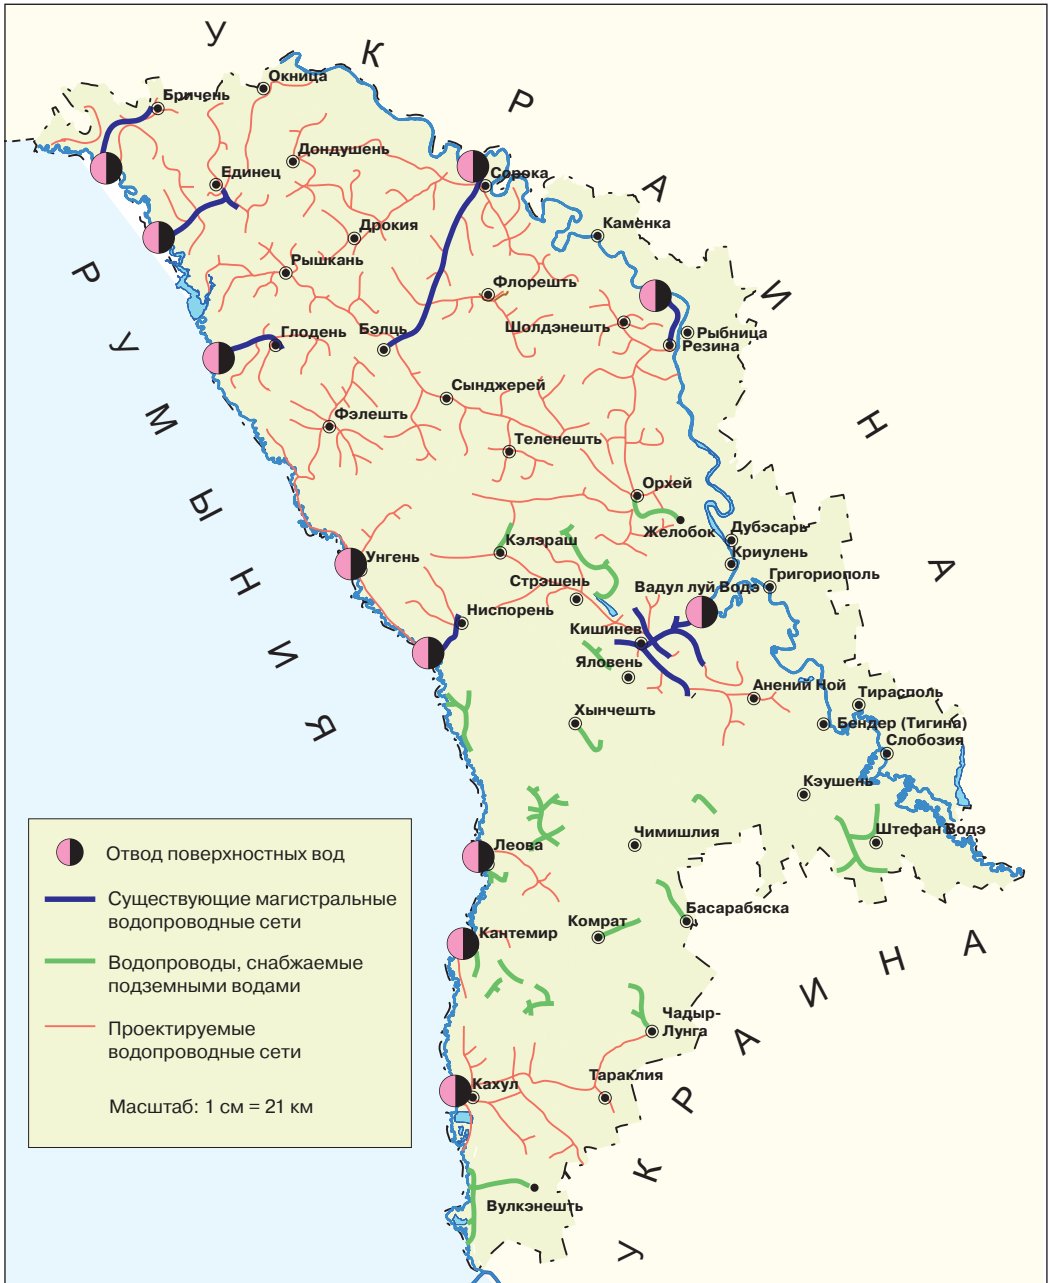 УКРАИНА
Окница
Бричень
Дондушень
Единец
Сорока
Каменка
Дрокия
Рышкань
Флорешть
Глодень
Бэлць
Шолдэнешть
Рыбница
Резина
РУМЫНИЯ
Сынджерей
Фэлешть
Теленешть
Орхей
Желобок
Дубэсарь
Кэлэраш
Криулень
Унгень
Григориополь
Стрэшень
Вадул луй Водэ
Ниспорень
Кишинев
Яловень
Анений Ной
Тирасполь
Хынчешть
Бендер (Тигина)
Слобозия
Кэушень
Чимишлия
Штефан Водэ
Леова
Басарабяска
Комрат
Кантемир
УКРАИНА
Чадыр-
Лунга
Тараклия
Кахул
Вулкэнешть
Отвод поверхностных вод
Существующие магистральные
водопроводные сети
Водопроводы, снабжаемые
подземными водами
Проектируемые
водопроводные сети
Масштаб: 1 см = 21 км